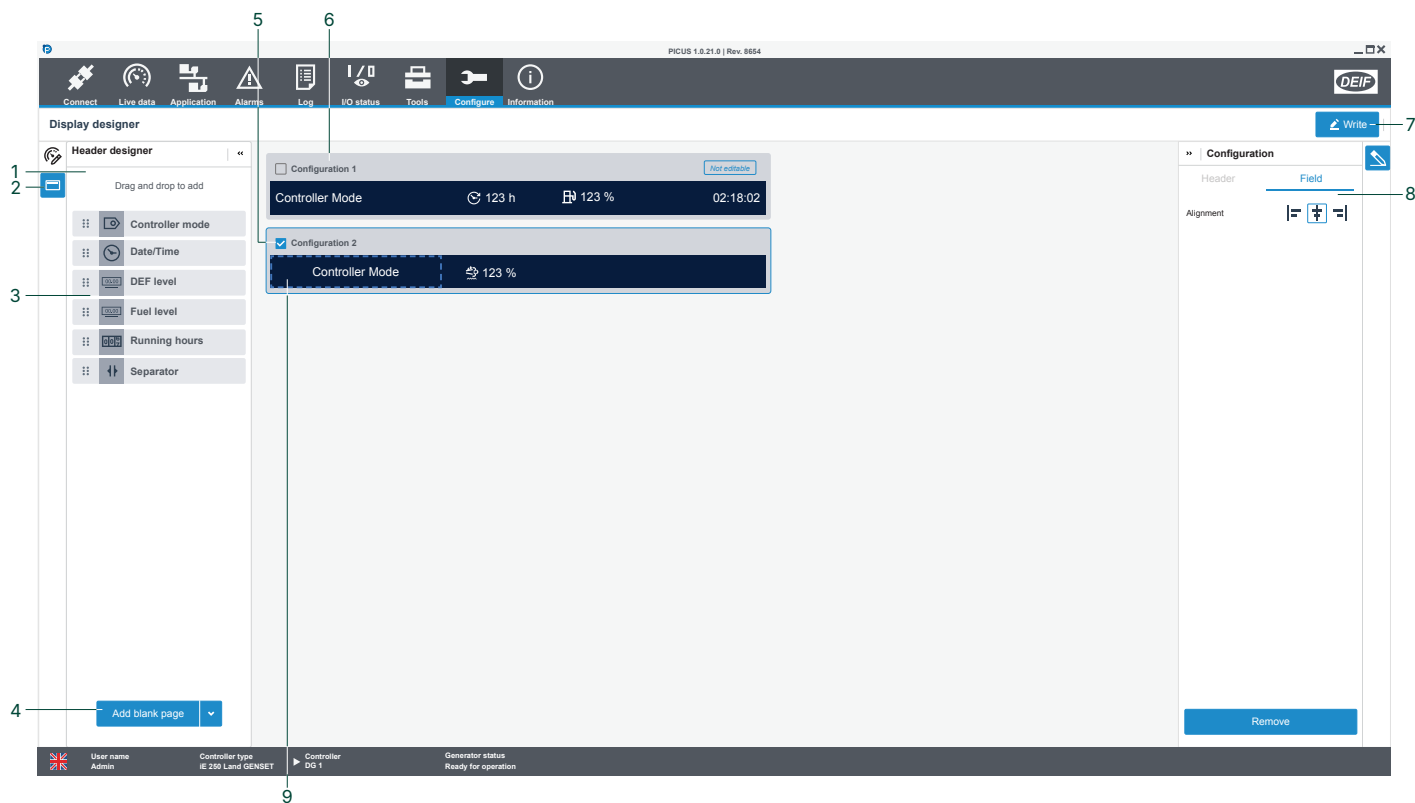 5 6
PICUS 1.0.21.0 | Rev. 8654
Connect Live data Application Alarms Log I/O status Tools Configure Information
DEIF
Display designer
Write
7
Header designer
1
2
Drag and drop to add
Controller mode
Date/Time
DEF level
3
Fuel level
Running hours
Separator
Add blank page
4
Configuration 1 Not editable
Controller Mode 123 h 123 % 02:18:02
Configuration 2
Controller Mode 123 %
Configuration
Header Field
8
Alignment
Remove
User name Controller type Controller Generator status
Admin iE 250 Land GENSET DG 1 Ready for operation
9